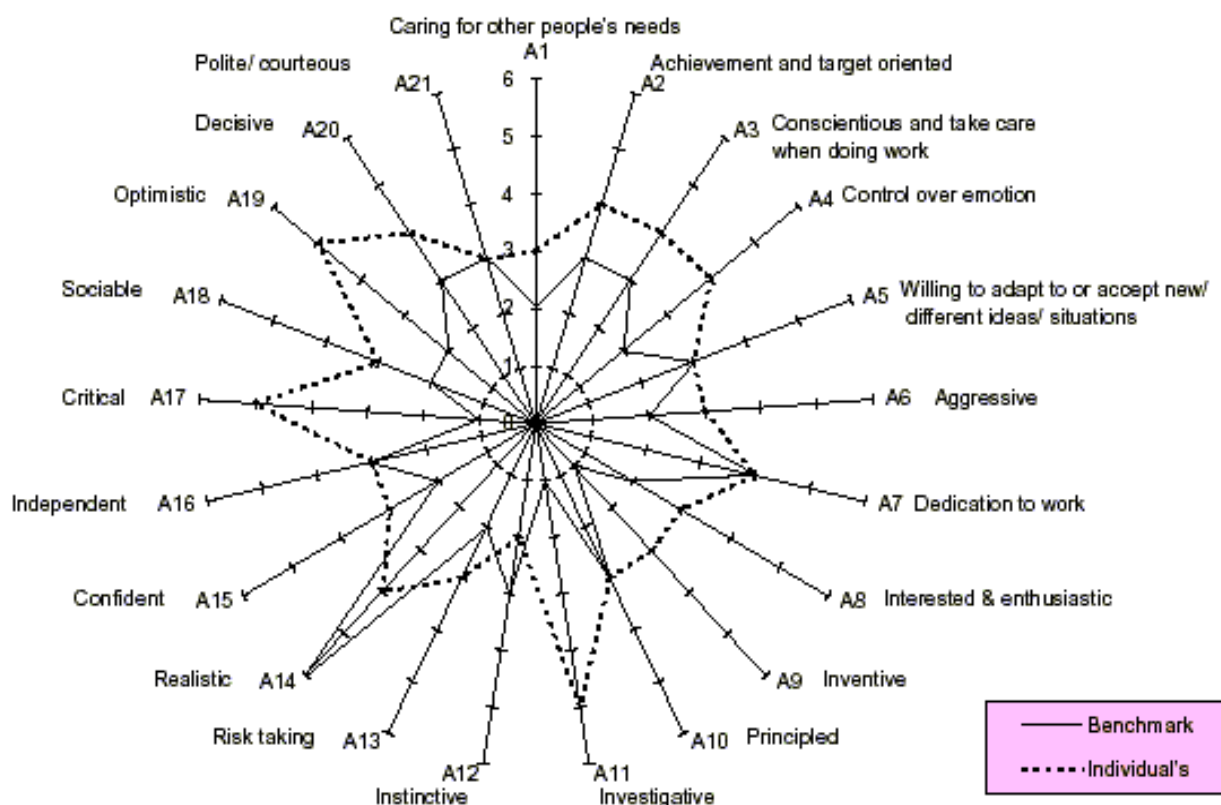 Caring for other people's needs
A1
Achievement and target oriented
A2
A3
Conscientious and take care
when doing work
A4
Control over emotion
A5
Willing to adapt to or accept new/
different ideas/ situations
A6
Aggressive
A7
Dedication to work
A8
Interested & enthusiastic
A9
Inventive
A10
Principled
A11
Investigative
A12
Instinctive
A13
Risk taking
A14
Realistic
A15
Confident
A16
Independent
A17
Critical
A18
Sociable
A19
Optimistic
A20
Decisive
A21
Polite/ courteous
6
5
4
3
2
1
0
Benchmark
Individual's